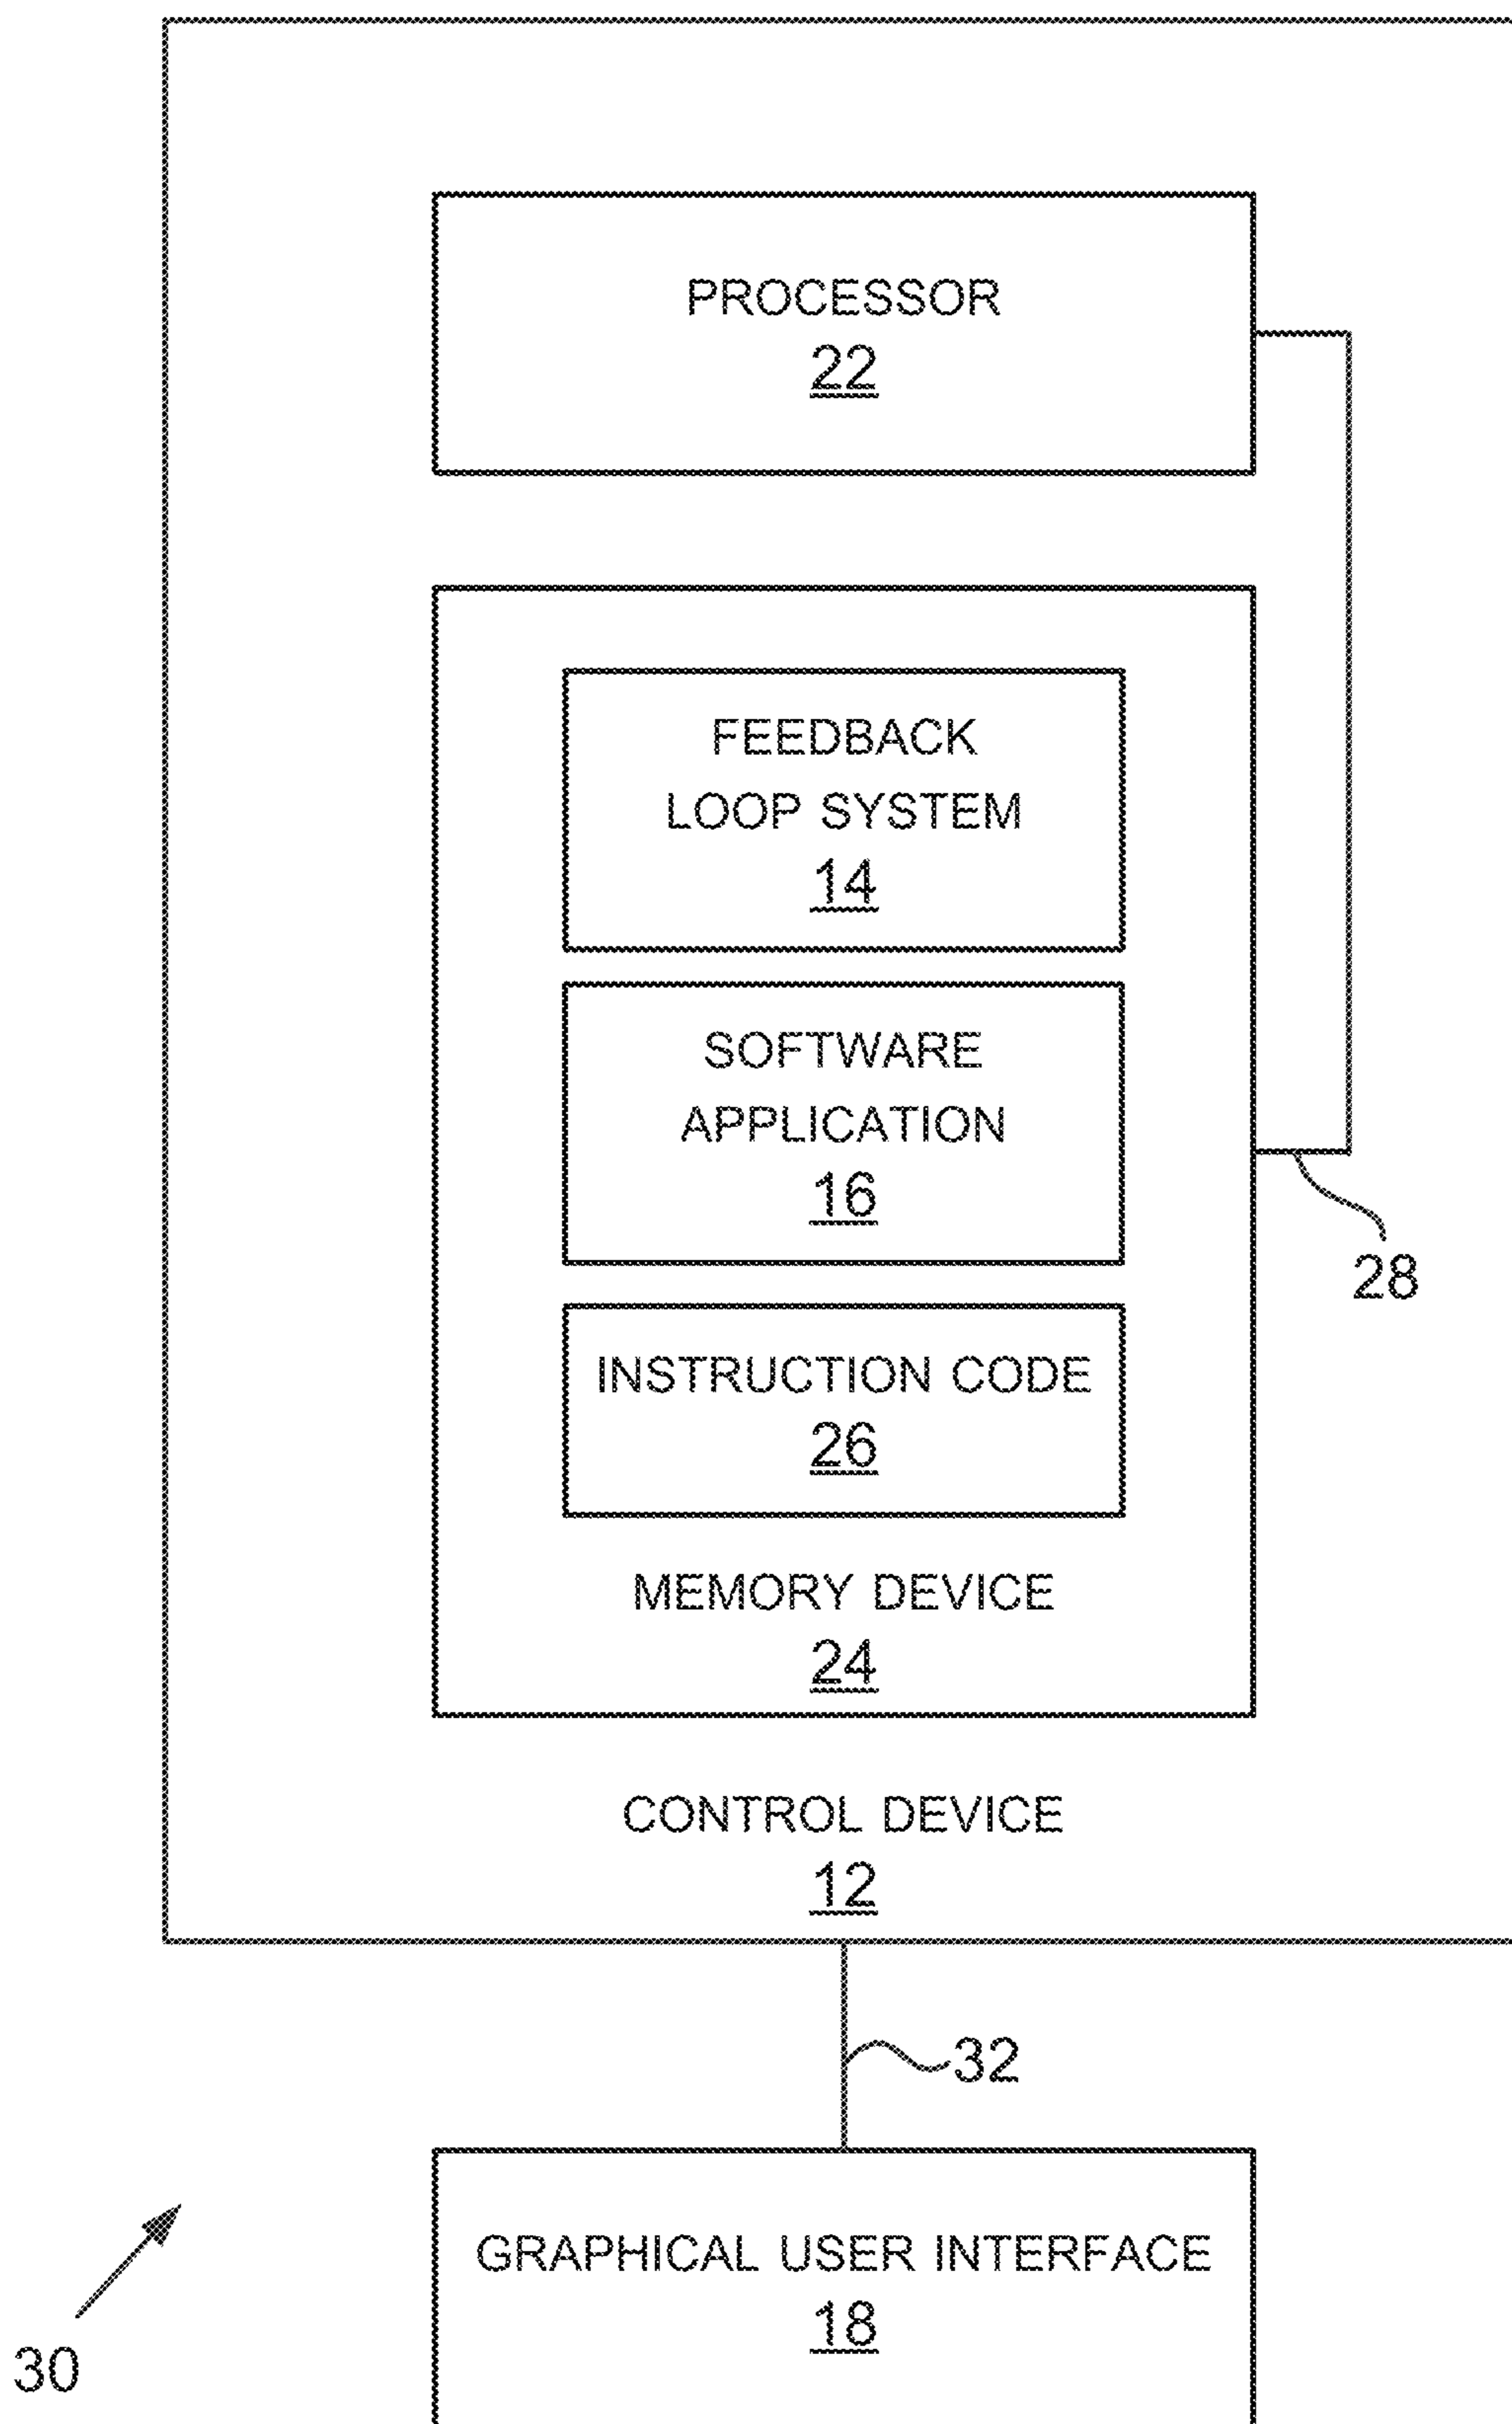 PROCESSOR
22
FEEDBACK
LOOP SYSTEM
14
SOFTWARE
APPLICATION
16
28
INSTRUCTION CODE
26
MEMORY DEVICE
24
CONTROL DEVICE
12
32
GRAPHICAL USER INTERFACE
18
30